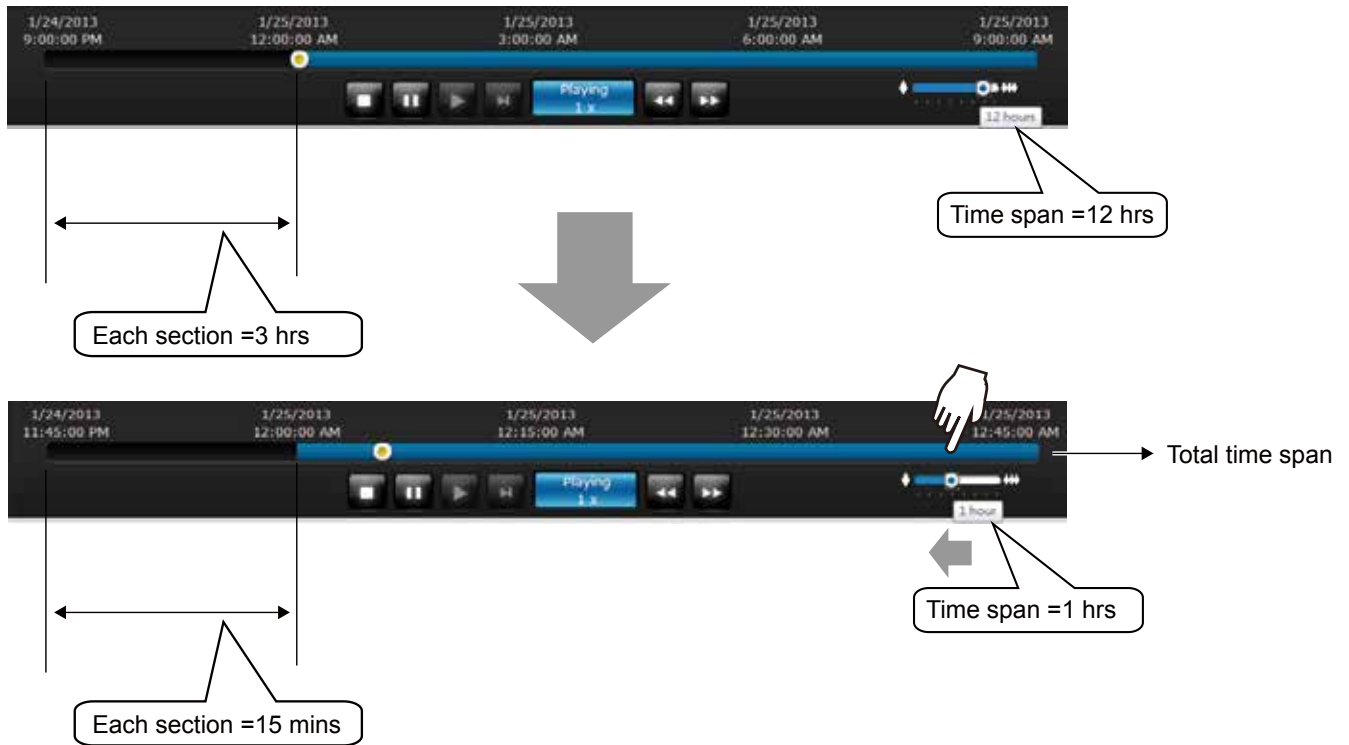 1/24/2013 1/25/2013 1/25/2013 1/25/2013 1/25/2013
9:00:00 PM 12:00:00 AM 3:00:00 AM 6:00:00 AM 9:00:00 AM
Playing
1 x
12 hours
Time span =12 hrs
Each section =3 hrs
1/24/2013 1/25/2013 1/25/2013 1/25/2013 1/25/2013
11:45:00 PM 12:00:00 AM 12:15:00 AM 12:30:00 AM 12:45:00 AM
Total time span
Playing
1 x
1 hour
Time span =1 hrs
Each section =15 mins